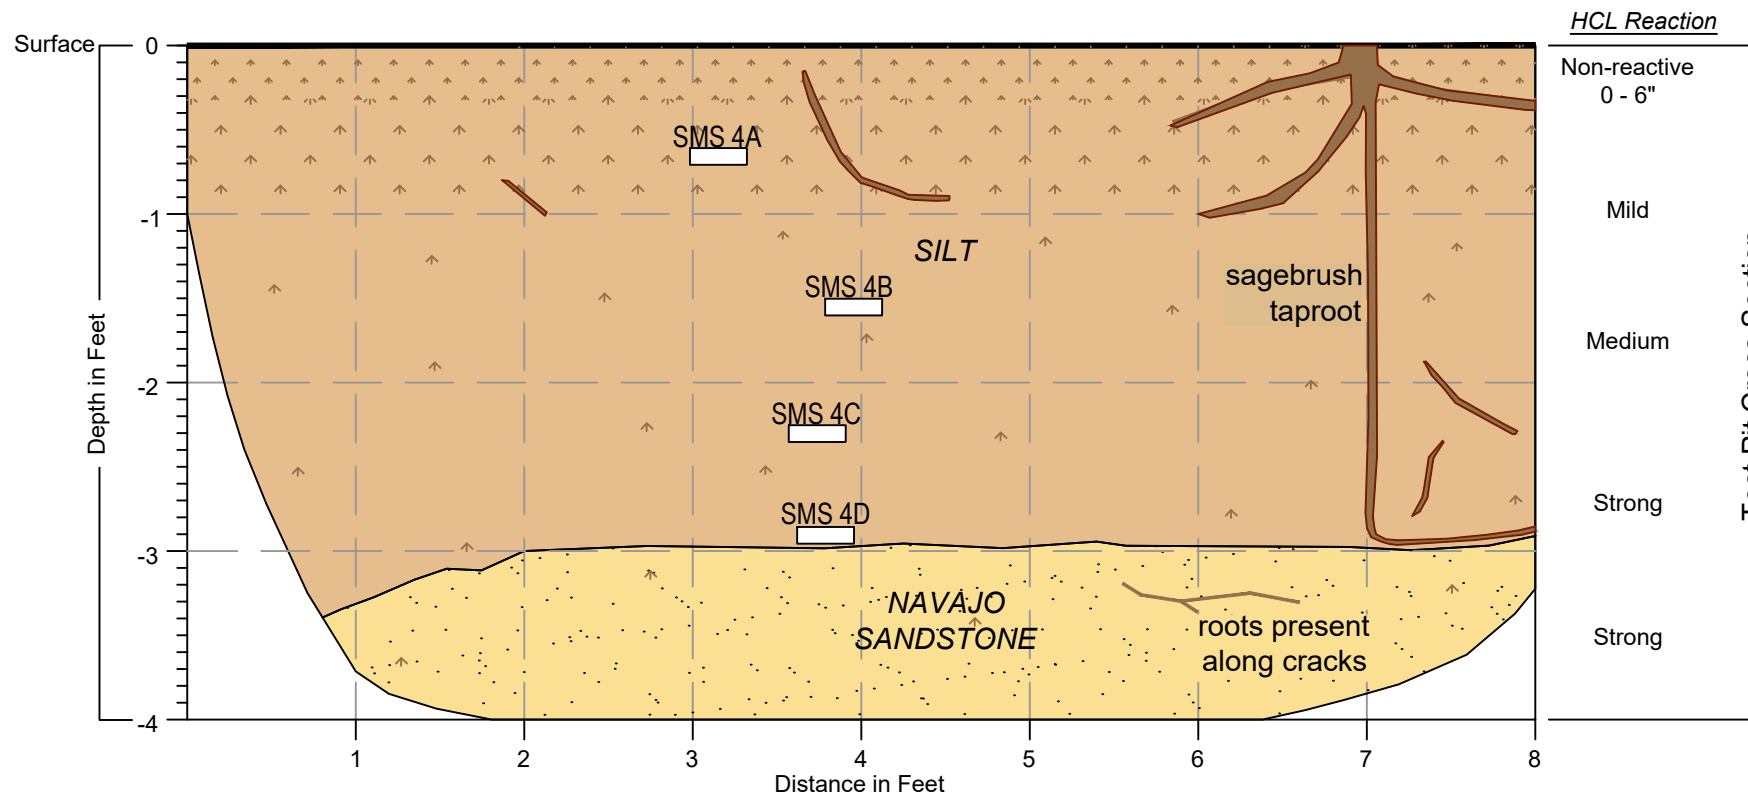 HCL Reaction
Surface
0
Non-reactive
0 - 6"
SMS 4A
-1
Mild
SILT
sagebrush
taproot
SMS 4B
Medium
Depth in Feet
-2
SMS 4C
SMS 4D
Strong
-3
NAVAJO
SANDSTONE
roots present
along cracks
Strong
-4
1
2
3
4
5
6
7
8
Distance in Feet